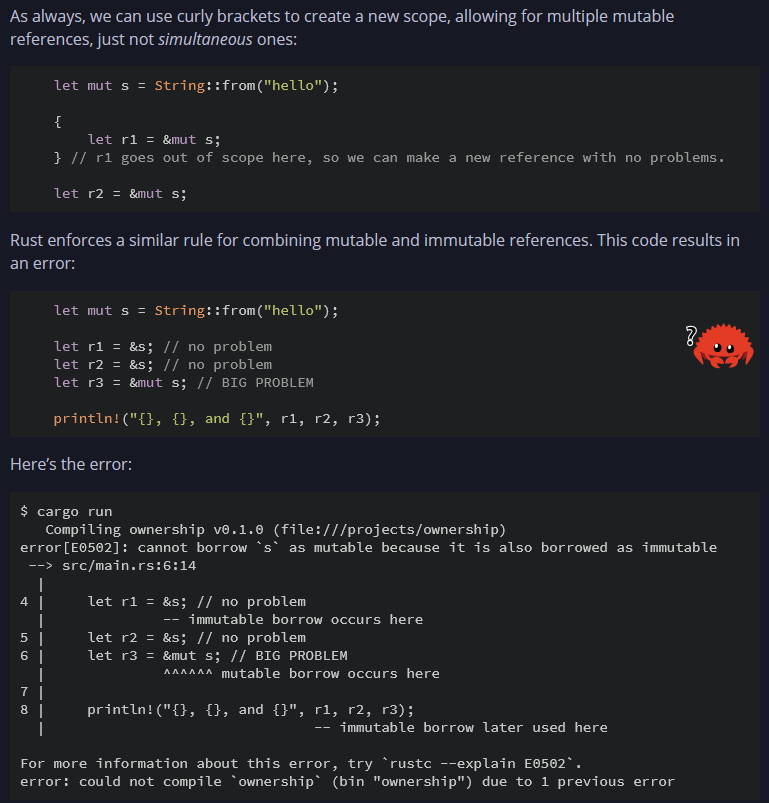 As always, we can use curly brackets to create a new scope, allowing for multiple mutable
references, just not simultaneous ones:
let mut s = String::from("hello");
{
    let r1 = &mut s;
} // r1 goes out of scope here, so we can make a new reference with no problems.
let r2 = &mut s;
Rust enforces a similar rule for combining mutable and immutable references. This code results in
an error:
let mut s = String::from("hello");
let r1 = &s; // no problem
let r2 = &s; // no problem
let r3 = &mut s; // BIG PROBLEM
?
println!("{}, {}, and {}", r1, r2, r3);
Here’s the error:
$ cargo run
   Compiling ownership v0.1.0 (file:///projects/ownership)
error[E0502]: cannot borrow `s` as mutable because it is also borrowed as immutable
 --> src/main.rs:6:14
  |
4 |     let r1 = &s; // no problem
  |              -- immutable borrow occurs here
5 |     let r2 = &s; // no problem
6 |     let r3 = &mut s; // BIG PROBLEM
  |              ^^^^^^ mutable borrow occurs here
7 |
8 |     println!("{}, {}, and {}", r1, r2, r3);
  |                                -- immutable borrow later used here
For more information about this error, try `rustc --explain E0502`.
error: could not compile `ownership` (bin "ownership") due to 1 previous error